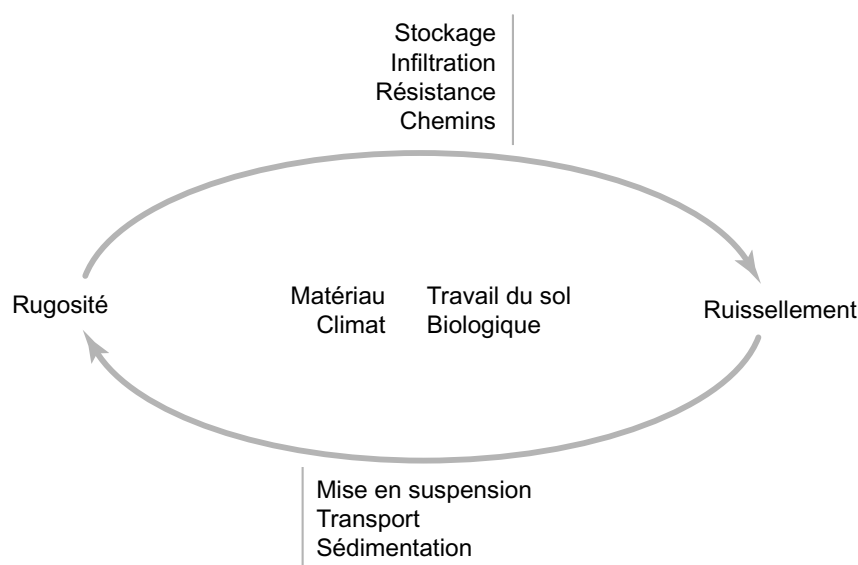 Stockage
Infiltration
Résistance
Chemins
Rugosité
Matériau
Climat
Travail du sol
Biologique
Ruissellement
Mise en suspension
Transport
Sédimentation